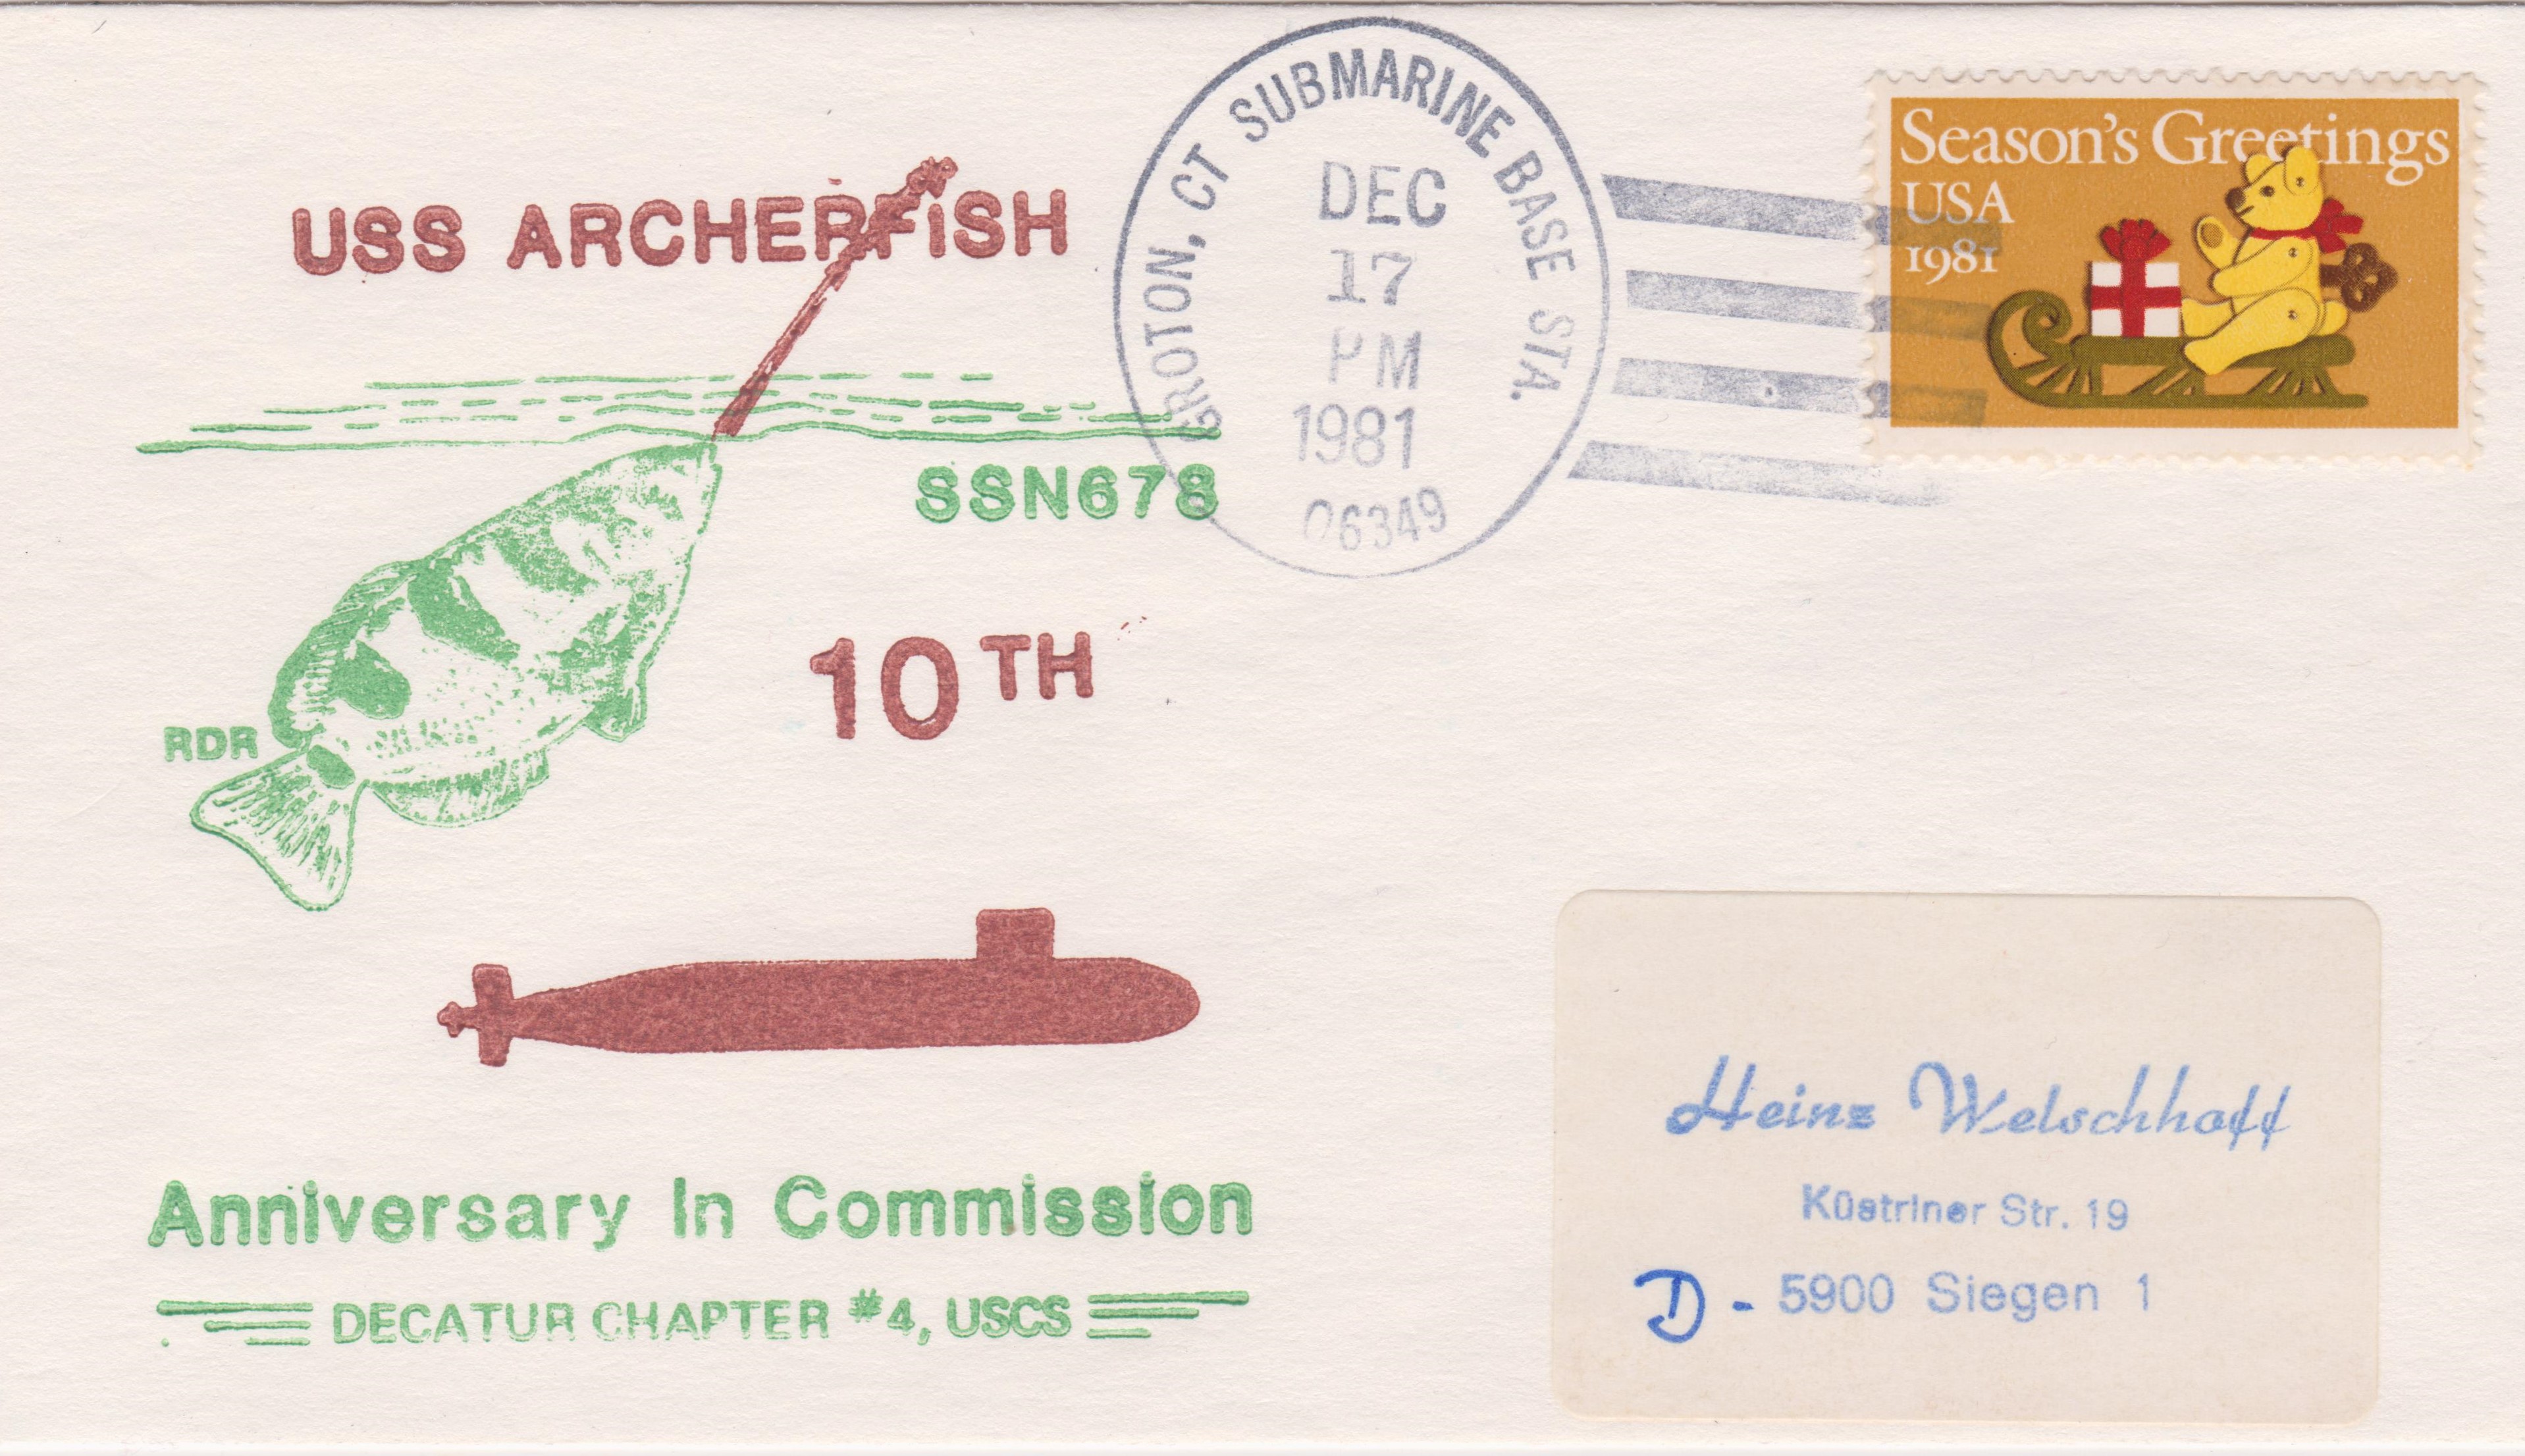 USS ARCHERFISH
SSN678
10TH
RDR
Anniversary In Commission
DECATUR CHAPTER #4, USCS
GROTON, CT SUBMARINE BASE STA.
DEC
17
PM
1981
06349
Season's Greetings
USA
1981
Heinz Welschhoff
Küstriner Str. 19
D - 5900 Siegen 1